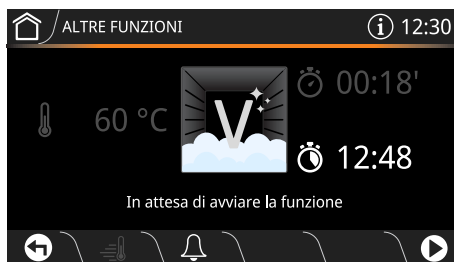 ALTRE FUNZIONI
i 12:30
00:18'
60 °C
V
12:48
In attesa di avviare la funzione